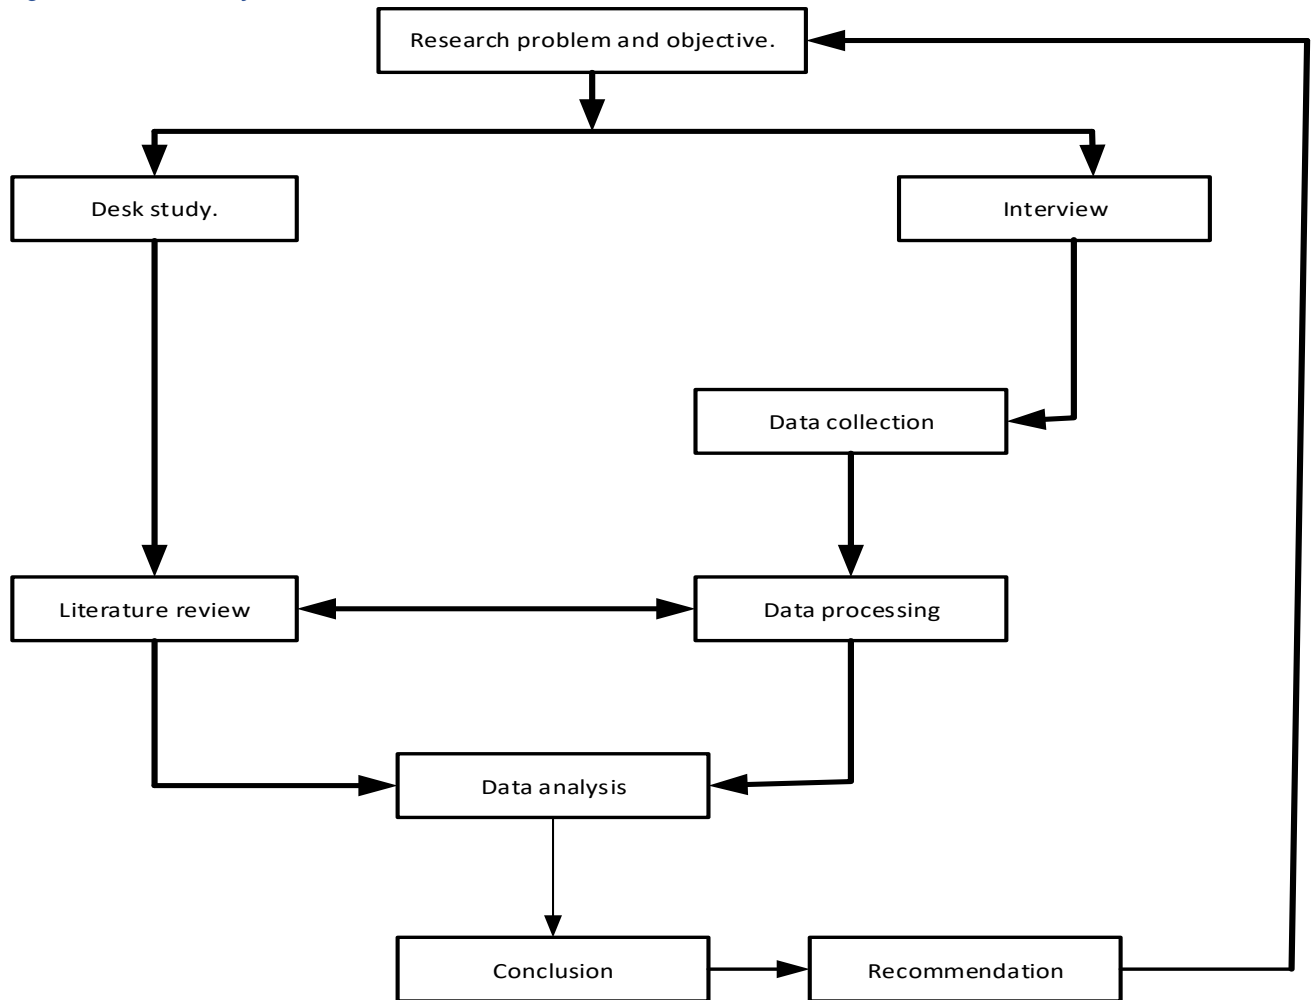 Research problem and objective.
Desk study.
Interview
Data collection
Literature review
Data processing
Data analysis
Conclusion
Recommendation